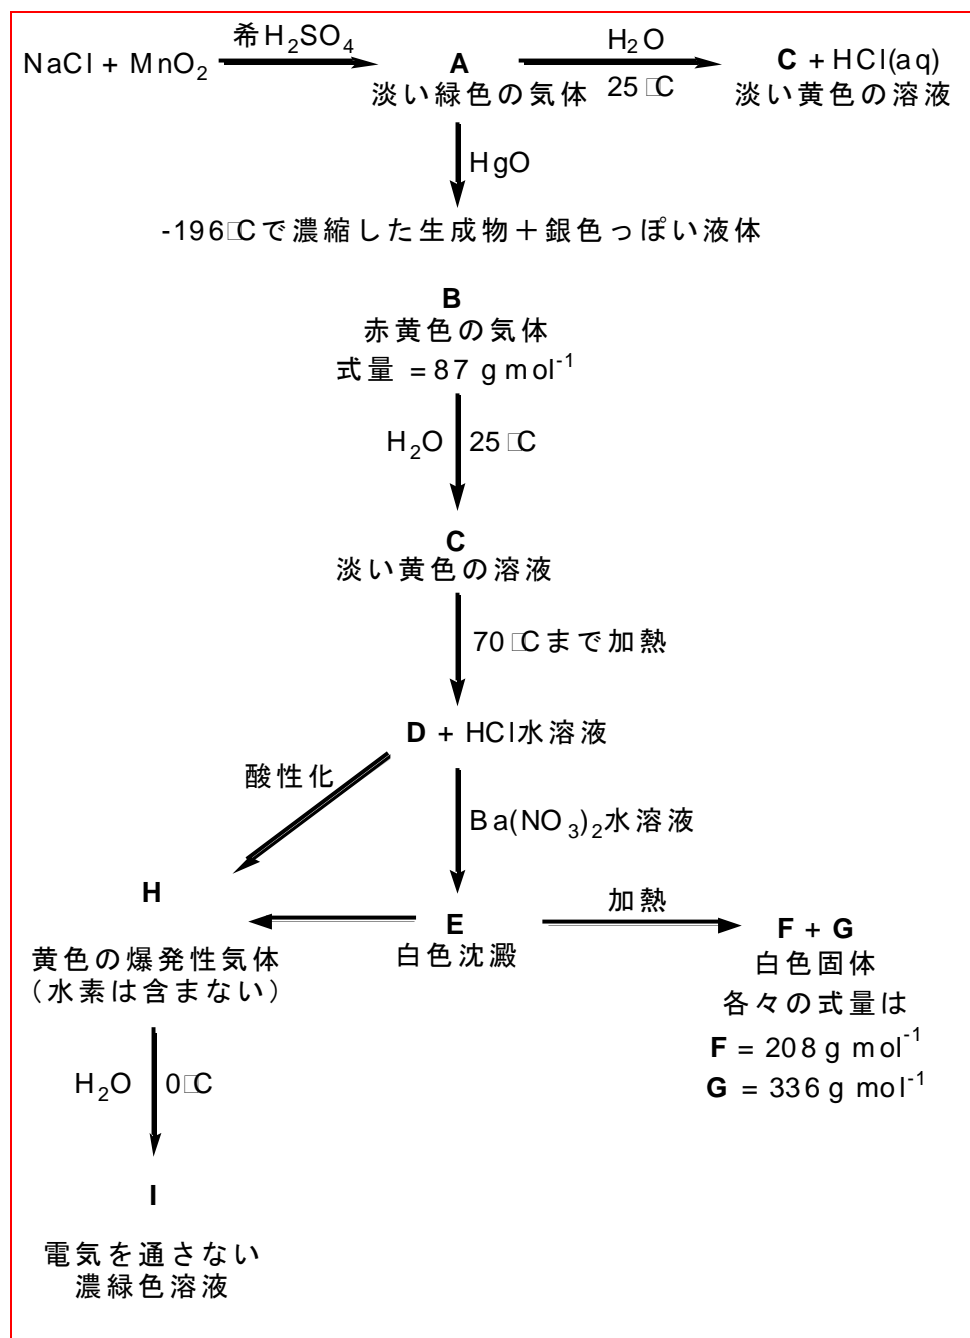 NaCl + MnO2 希H2SO4 A H2O C + HCl(aq)
淡い緑色の気体 25 □C 淡い黄色の溶液
HgO
-196□Cで濃縮した生成物＋銀色っぽい液体
B
赤黄色の気体
式量 = 87 g mol-1
H2O 25 □C
C
淡い黄色の溶液
70 □Cまで加熱
D + HCl水溶液
酸性化
Ba(NO3)2水溶液
H
E 加熱 F + G
白色沈澱 白色固体
黄色の爆発性気体
（水素は含まない）
各々の式量は
F = 208 g mol-1
G = 336 g mol-1
H2O 0□C
I
電気を通さない
濃緑色溶液